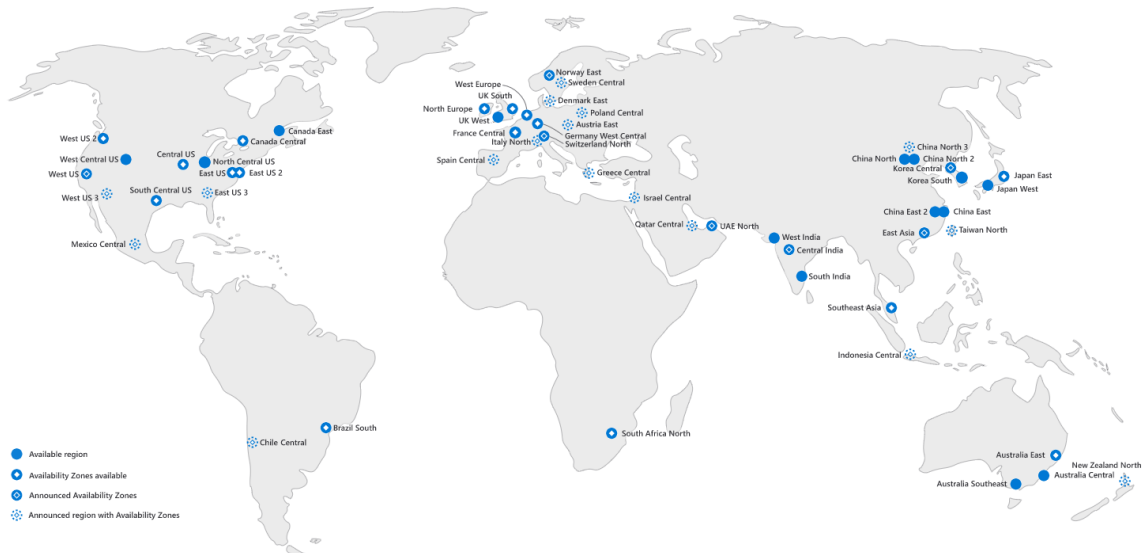 Norway East
Sweden Central
West Europe
UK South
Denmark East
North Europe
Poland Central
UK West
Austria East
France Central
Germany West Central
Italy North
Switzerland North
Spain Central
Greece Central
Israel Central
Qatar Central
UAE North
Canada East
West US 2
Canada Central
Central US
West Central US
North Central US
West US
East US
East US 2
South Central US
West US 3
East US 3
Mexico Central
China North 3
China North
China North 2
Korea Central
Korea South
Japan East
Japan West
China East 2
China East
East Asia
Taiwan North
West India
Central India
South India
Southeast Asia
Indonesia Central
Brazil South
Chile Central
South Africa North
Australia East
New Zealand North
Australia Central
Australia Southeast
Available region
Availability Zones available
Announced Availability Zones
Announced region with Availability Zones